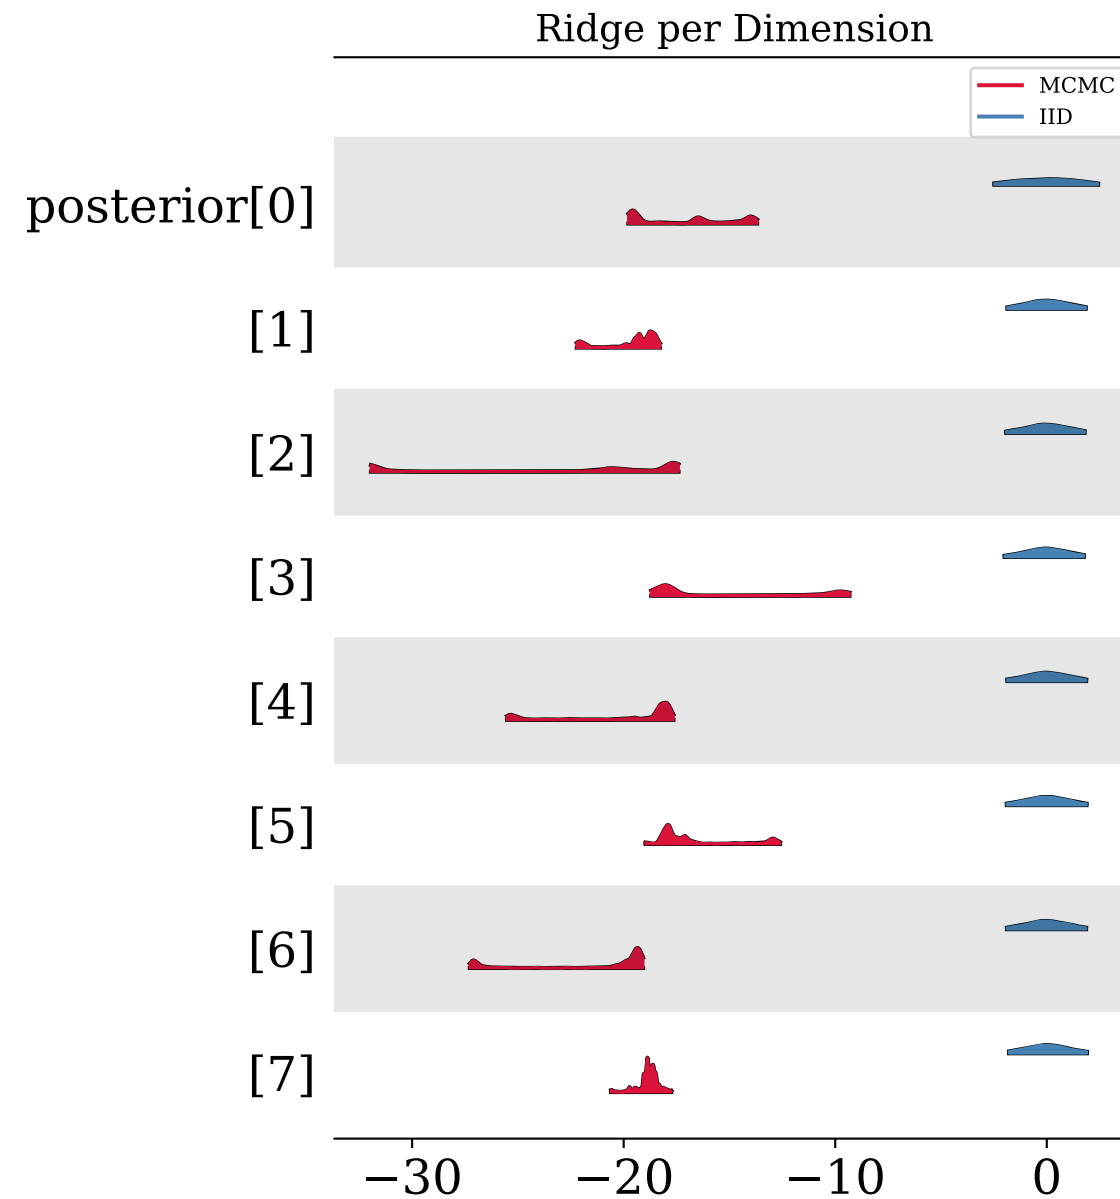 Ridge per Dimension
MCMC
IID
posterior[0]
[1]
[2]
[3]
[4]
[5]
[6]
[7]
−30 −20 −10 0